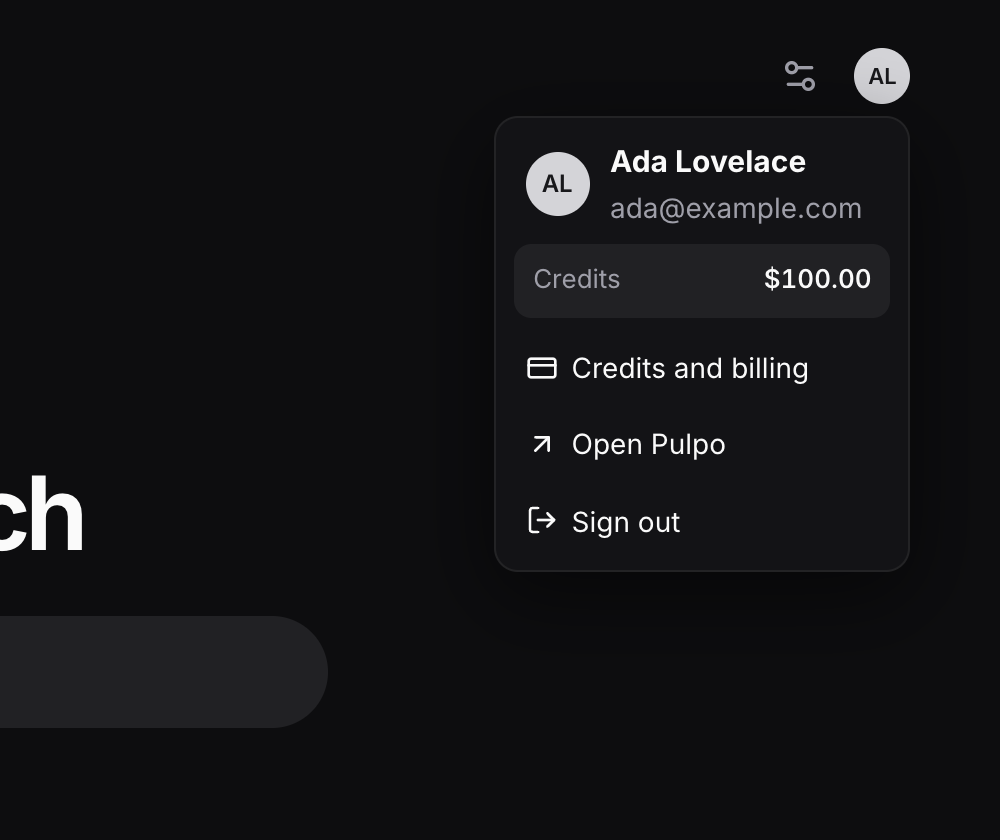 AL
AL
Ada Lovelace
ada@example.com
Credits $100.00
Credits and billing
Open Pulpo
ch
Sign out